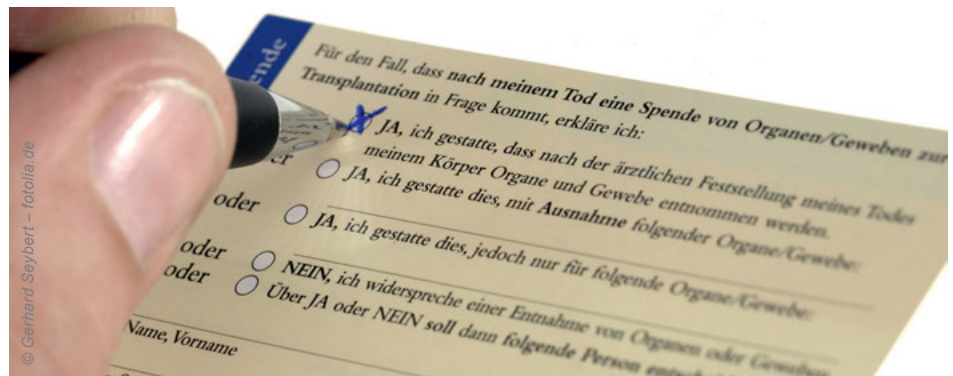 ende
Für den Fall, dass nach meinem Tod eine Spende von Organen/Geweben zur
Transplantation in Frage kommt, erkläre ich:
JA, ich gestatte, dass nach der ärztlichen Feststellung meines Todes
meinem Körper Organe und Gewebe entnommen werden.
er
JA, ich gestatte dies, mit Ausnahme folgender Organe/Gewebe:
oder
JA, ich gestatte dies, jedoch nur für folgende Organe/Gewebe:
oder
NEIN, ich widerspreche einer Entnahme von Organen oder Geweben.
oder
Über JA oder NEIN soll dann folgende Person
Name, Vorname
© Gerhard Seybert – fotolia.de